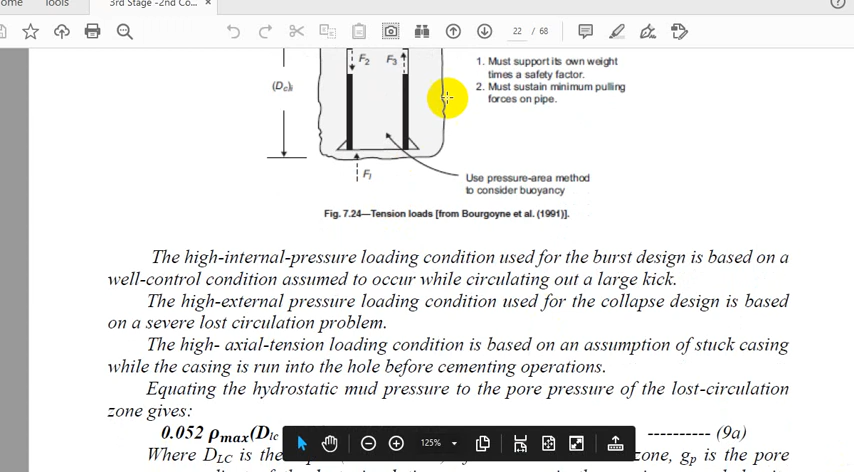 ome Tools 3rd Stage -2nd Co... ×
22 / 68
F2 F3
(Dc)i
1. Must support its own weight
times a safety factor.
2. Must sustain minimum pulling
forces on pipe.
F1
Use pressure-area method
to consider buoyancy
Fig. 7.24—Tension loads [from Bourgoyne et al. (1991)].
The high-internal-pressure loading condition used for the burst design is based on a
well-control condition assumed to occur while circulating out a large kick.
The high-external pressure loading condition used for the collapse design is based
on a severe lost circulation problem.
The high- axial-tension loading condition is based on an assumption of stuck casing
while the casing is run into the hole before cementing operations.
Equating the hydrostatic mud pressure to the pore pressure of the lost-circulation
zone gives:
0.052 ρmax(Dlc ---------- (9a)
125%
Where DLC is the zone, gp is the pore